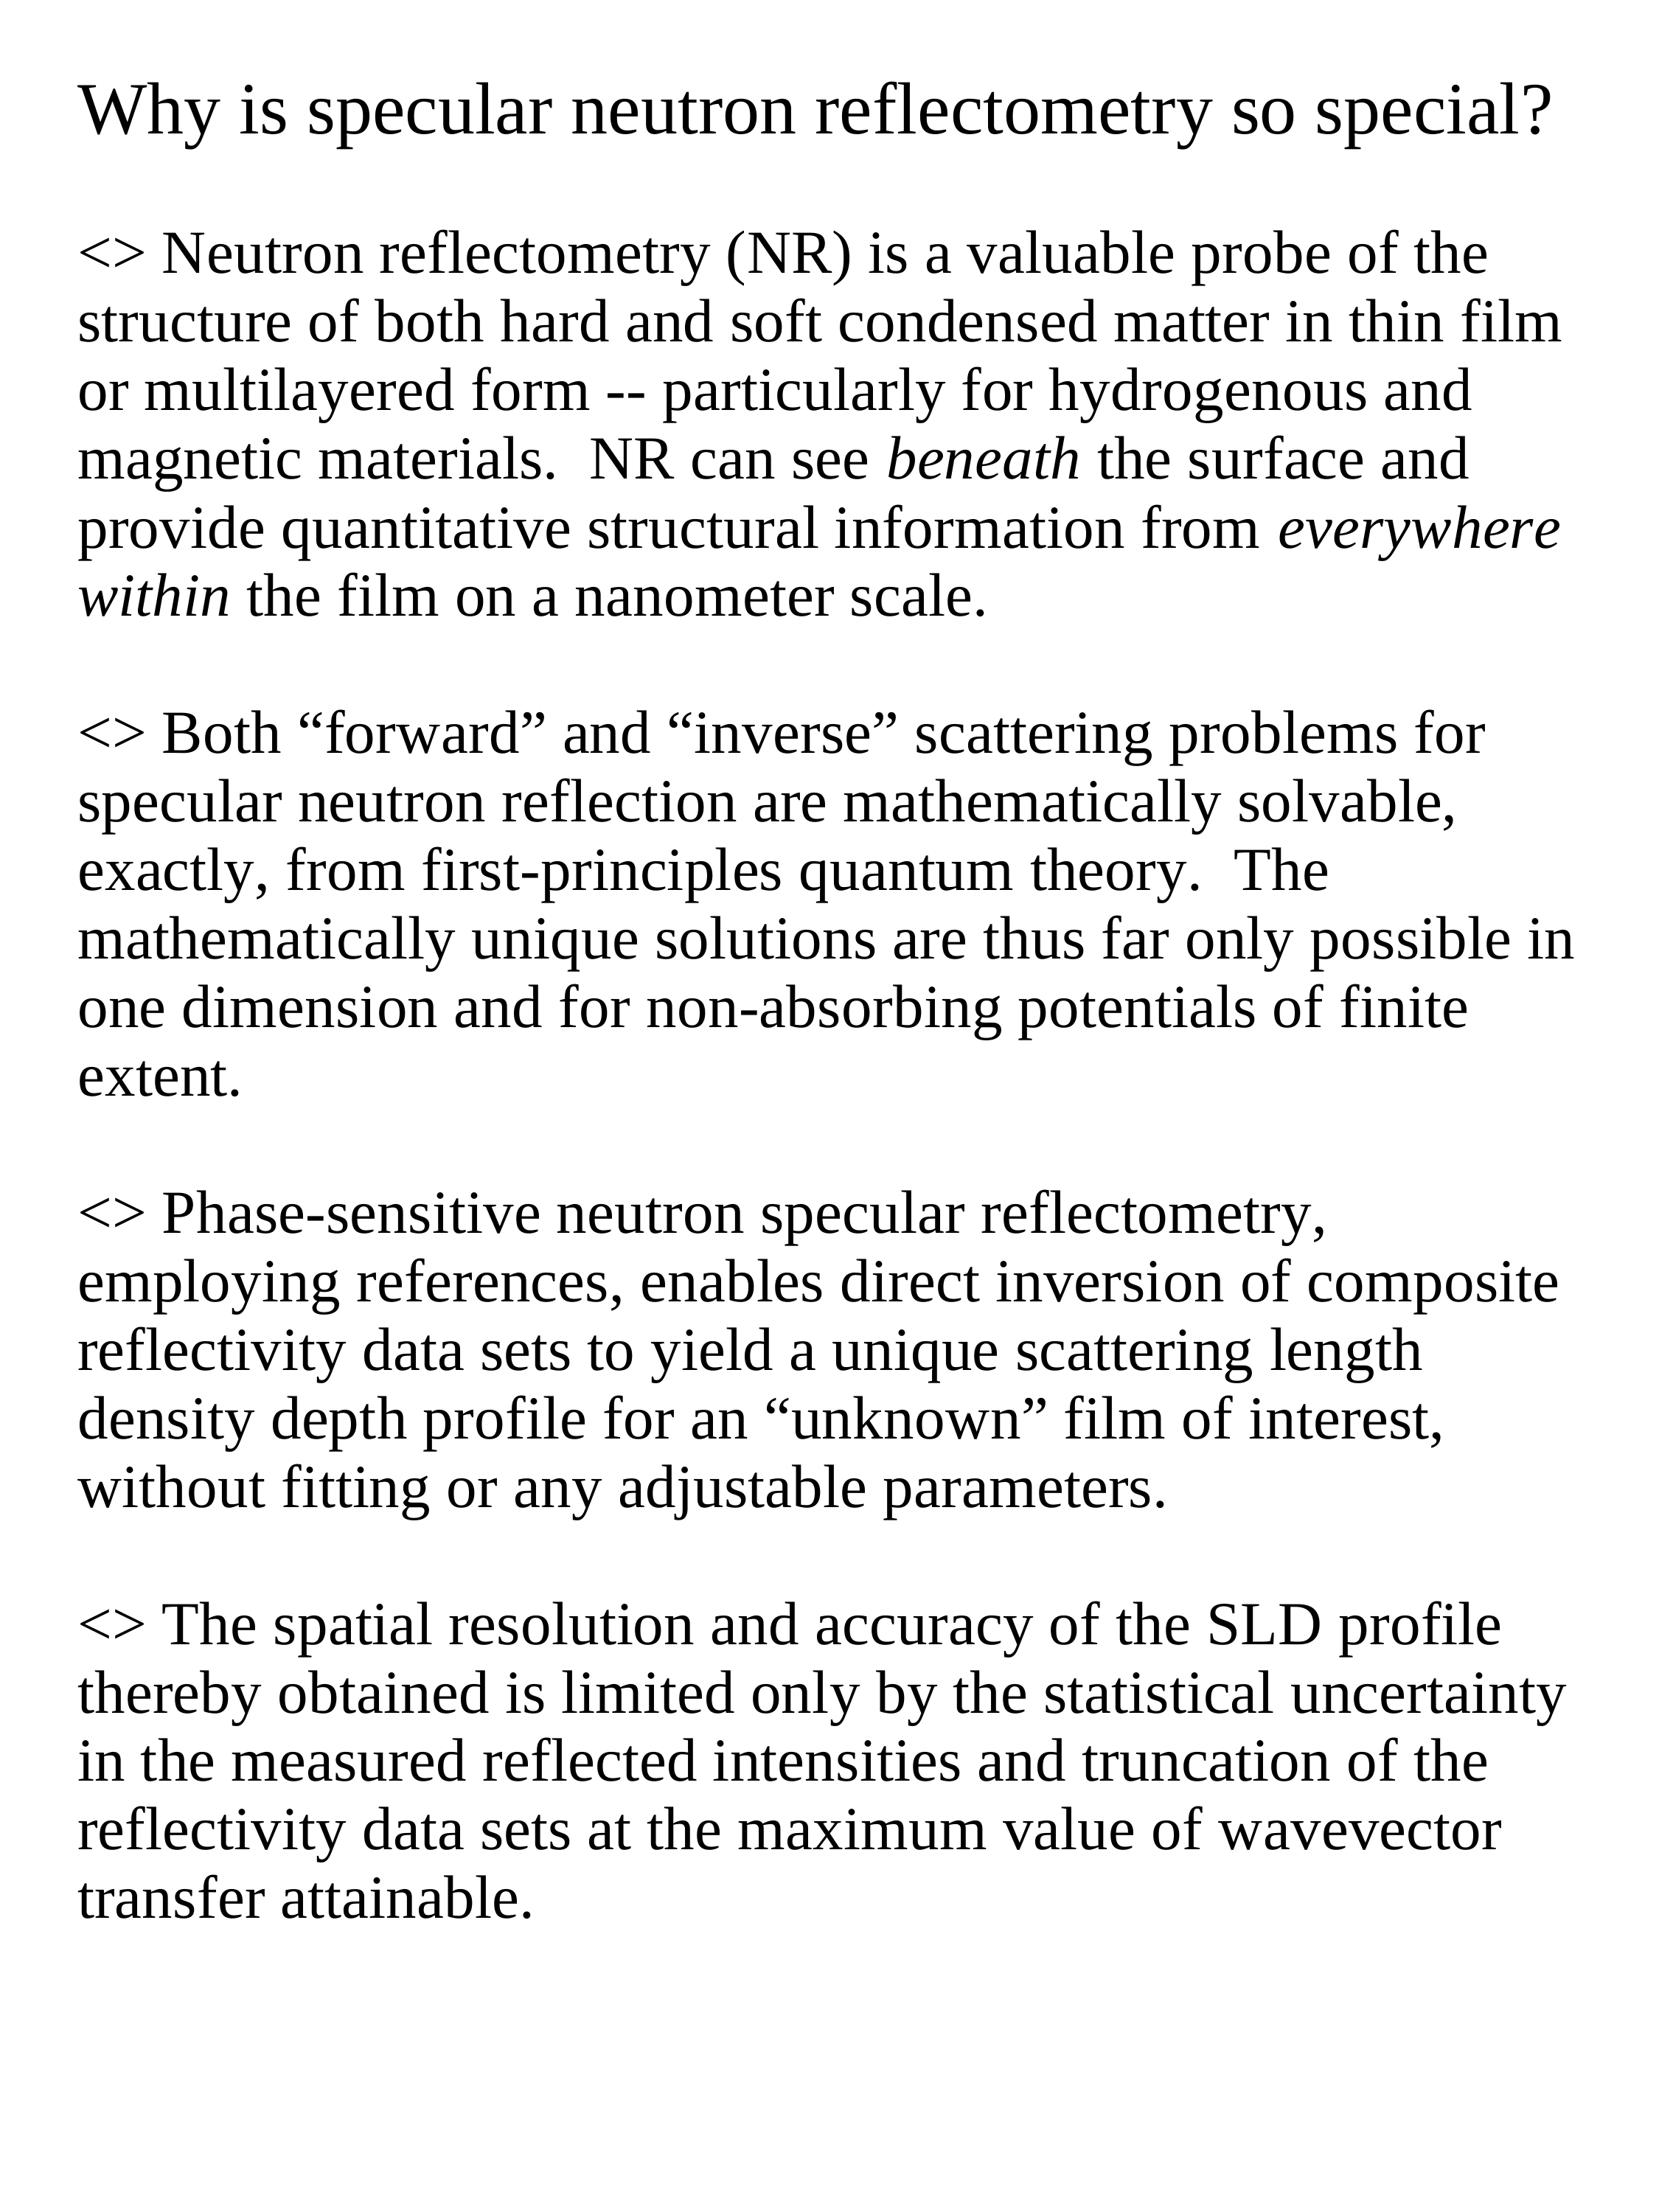 Why is specular neutron reflectometry so special?
<> Neutron reflectometry (NR) is a valuable probe of the
structure of both hard and soft condensed matter in thin film
or multilayered form -- particularly for hydrogenous and
magnetic materials.  NR can see beneath the surface and
provide quantitative structural information from everywhere
within the film on a nanometer scale.
<> Both “forward” and “inverse” scattering problems for
specular neutron reflection are mathematically solvable,
exactly, from first-principles quantum theory.  The
mathematically unique solutions are thus far only possible in
one dimension and for non-absorbing potentials of finite
extent.
<> Phase-sensitive neutron specular reflectometry,
employing references, enables direct inversion of composite
reflectivity data sets to yield a unique scattering length
density depth profile for an “unknown” film of interest,
without fitting or any adjustable parameters.
<> The spatial resolution and accuracy of the SLD profile
thereby obtained is limited only by the statistical uncertainty
in the measured reflected intensities and truncation of the
reflectivity data sets at the maximum value of wavevector
transfer attainable.